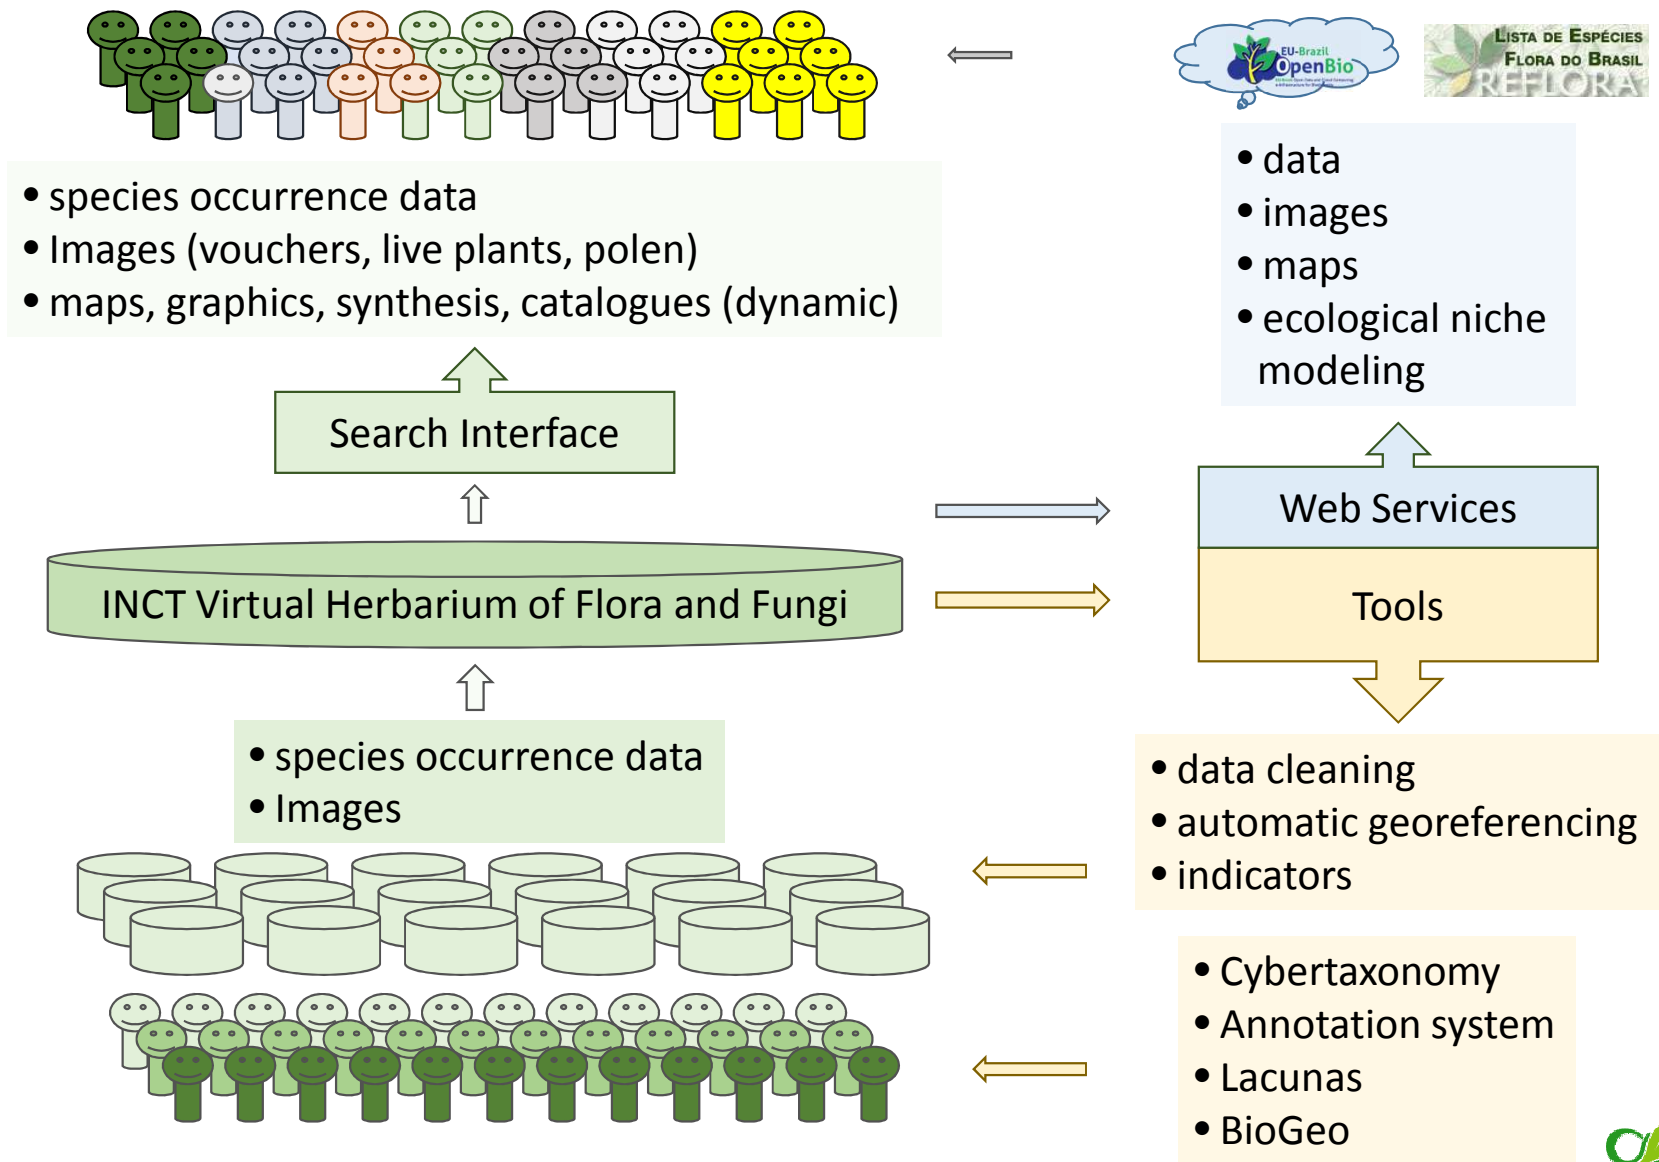 EU-Brazil
OpenBio
LISTA DE ESPÉCIES
FLORA DO BRASIL
REFLORA
• species occurrence data
• Images (vouchers, live plants, polen)
• maps, graphics, synthesis, catalogues (dynamic)
• data
• images
• maps
• ecological niche
modeling
Search Interface
Web Services
INCT Virtual Herbarium of Flora and Fungi
Tools
• species occurrence data
• Images
• data cleaning
• automatic georeferencing
• indicators
• Cybertaxonomy
• Annotation system
• Lacunas
• BioGeo